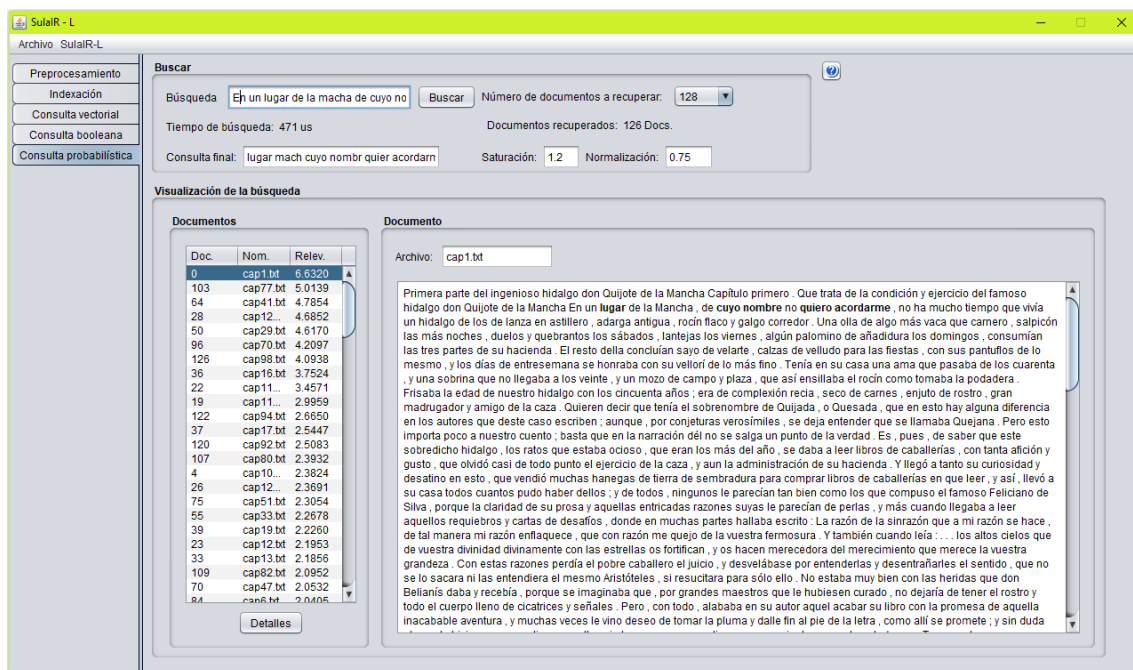 SulaIR - L
Archivo SulaIR-L
Preprocesamiento
Indexación
Consulta vectorial
Consulta booleana
Consulta probabilística
Buscar
Búsqueda En un lugar de la macha de cuyo no Buscar Número de documentos a recuperar: 128
Tiempo de búsqueda: 471 us Documentos recuperados: 126 Docs.
Consulta final: lugar mach cuyo nombr quier acordarn Saturación: 1.2 Normalización: 0.75
Visualización de la búsqueda
Documentos
Doc. Nom. Relev.
0 cap1.txt 6.6320
103 cap77.txt 5.0139
64 cap41.txt 4.7854
28 cap12... 4.6852
50 cap29.txt 4.6170
96 cap70.txt 4.2097
126 cap98.txt 4.0938
36 cap16.txt 3.7524
22 cap11... 3.4571
19 cap11... 2.9959
122 cap94.txt 2.6650
37 cap17.txt 2.5447
120 cap92.txt 2.5083
107 cap80.txt 2.3932
4 cap10... 2.3824
26 cap12... 2.3691
75 cap51.txt 2.3054
55 cap33.txt 2.2678
39 cap19.txt 2.2260
23 cap12.txt 2.1953
33 cap13.txt 2.1856
109 cap82.txt 2.0952
70 cap47.txt 2.0532
84 cap6.txt 2.0405
Detalles
Documento
Archivo: cap1.txt
Primera parte del ingenioso hidalgo don Quijote de la Mancha Capítulo primero . Que trata de la condición y ejercicio del famoso
hidalgo don Quijote de la Mancha En un lugar de la Mancha , de cuyo nombre no quiero acordarme , no ha mucho tiempo que vivía
un hidalgo de los de lanza en astillero , adarga antigua , rocín flaco y galgo corredor . Una olla de algo más vaca que carnero , salpicón
las más noches , duelos y quebrantos los sábados , lantejas los viernes , algún palomino de añadidura los domingos , consumían
las tres partes de su hacienda . El resto della concluían sayo de velarte , calzas de velludo para las fiestas , con sus pantuflos de lo
mesmo , y los días de entresemana se honraba con su vellorí de lo más fino . Tenía en su casa una ama que pasaba de los cuarenta
, y una sobrina que no llegaba a los veinte , y un mozo de campo y plaza , que así ensillaba el rocín como tomaba la podadera .
Frisaba la edad de nuestro hidalgo con los cincuenta años ; era de complexión recia , seco de carnes , enjuto de rostro , gran
madrugador y amigo de la caza . Quieren decir que tenía el sobrenombre de Quijada , o Quesada , que en esto hay alguna diferencia
en los autores que deste caso escriben ; aunque , por conjeturas verosímiles , se deja entender que se llamaba Quejana . Pero esto
importa poco a nuestro cuento ; basta que en la narración dél no se salga un punto de la verdad . Es , pues , de saber que este
sobredicho hidalgo , los ratos que estaba ocioso , que eran los más del año , se daba a leer libros de caballerías , con tanta afición y
gusto , que olvidó casi de todo punto el ejercicio de la caza , y aun la administración de su hacienda . Y llegó a tanto su curiosidad y
desatino en esto , que vendió muchas hanegas de tierra de sembradura para comprar libros de caballerías en que leer , y así , llevó a
su casa todos cuantos pudo haber dellos ; y de todos , ningunos le parecían tan bien como los que compuso el famoso Feliciano de
Silva , porque la claridad de su prosa y aquellas entricadas razones suyas le parecían de perlas , y más cuando llegaba a leer
aquellos requiebros y cartas de desafíos , donde en muchas partes hallaba escrito : La razón de la sinrazón que a mi razón se hace ,
de tal manera mi razón enflaquece , que con razón me quejo de la vuestra fermosura . Y también cuando leía : . . . los altos cielos que
de vuestra divinidad divinamente con las estrellas os fortifican , y os hacen merecedora del merecimiento que merece la vuestra
grandeza . Con estas razones perdía el pobre caballero el juicio , y desvelábase por entenderlas y desentrañarles el sentido , que no
se lo sacara ni las entendiera el mesmo Aristóteles , si resucitara para sólo ello . No estaba muy bien con las heridas que don
Belianís daba y recebía , porque se imaginaba que , por grandes maestros que le hubiesen curado , no dejaría de tener el rostro y
todo el cuerpo lleno de cicatrices y señales . Pero , con todo , alababa en su autor aquel acabar su libro con la promesa de aquella
inacabable aventura , y muchas veces le vino deseo de tomar la pluma y dalle fin al pie de la letra , como allí se promete ; y sin duda